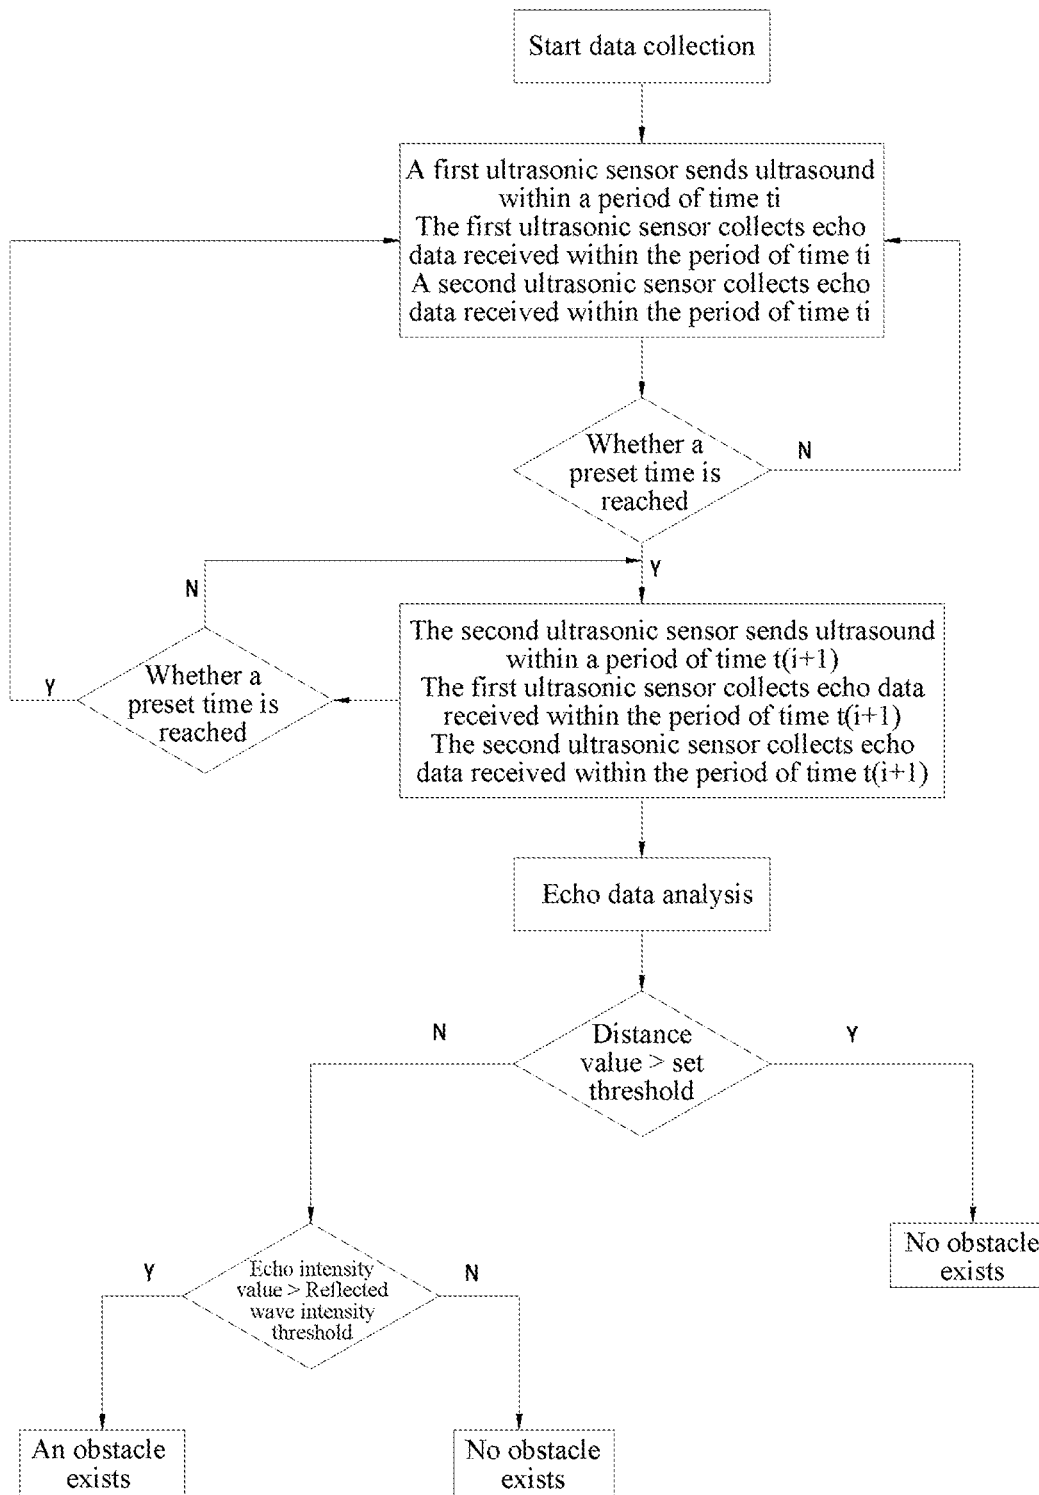 Start data collection
A first ultrasonic sensor sends ultrasound
within a period of time ti
The first ultrasonic sensor collects echo
data received within the period of time ti
A second ultrasonic sensor collects echo
data received within the period of time ti
Whether a
preset time is
reached
N
Y
N
The second ultrasonic sensor sends ultrasound
within a period of time t(i+1)
The first ultrasonic sensor collects echo data
received within the period of time t(i+1)
The second ultrasonic sensor collects echo
data received within the period of time t(i+1)
Whether a
preset time is
reached
Y
Echo data analysis
Distance
value > set
threshold
N
Y
No obstacle
exists
Echo intensity
value > Reflected
wave intensity
threshold
Y
N
An obstacle
exists
No obstacle
exists